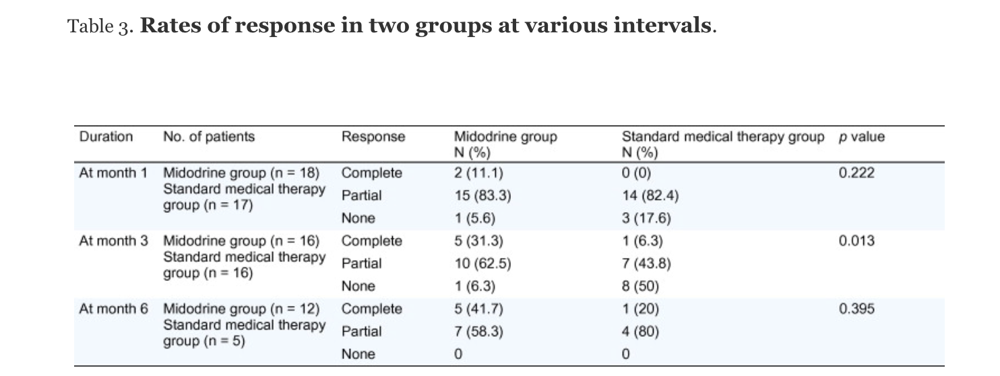 Table 3. Rates of response in two groups at various intervals.
Duration No. of patients Response Midodrine group Standard medical therapy group p value
N (%) N (%)
At month 1 Midodrine group (n = 18) Complete 2 (11.1) 0 (0) 0.222
Standard medical therapy Partial 15 (83.3) 14 (82.4)
group (n = 17)
None 1 (5.6) 3 (17.6)
At month 3 Midodrine group (n = 16) Complete 5 (31.3) 1 (6.3) 0.013
Standard medical therapy Partial 10 (62.5) 7 (43.8)
group (n = 16)
None 1 (6.3) 8 (50)
At month 6 Midodrine group (n = 12) Complete 5 (41.7) 1 (20) 0.395
Standard medical therapy Partial 7 (58.3) 4 (80)
group (n = 5)
None 0 0